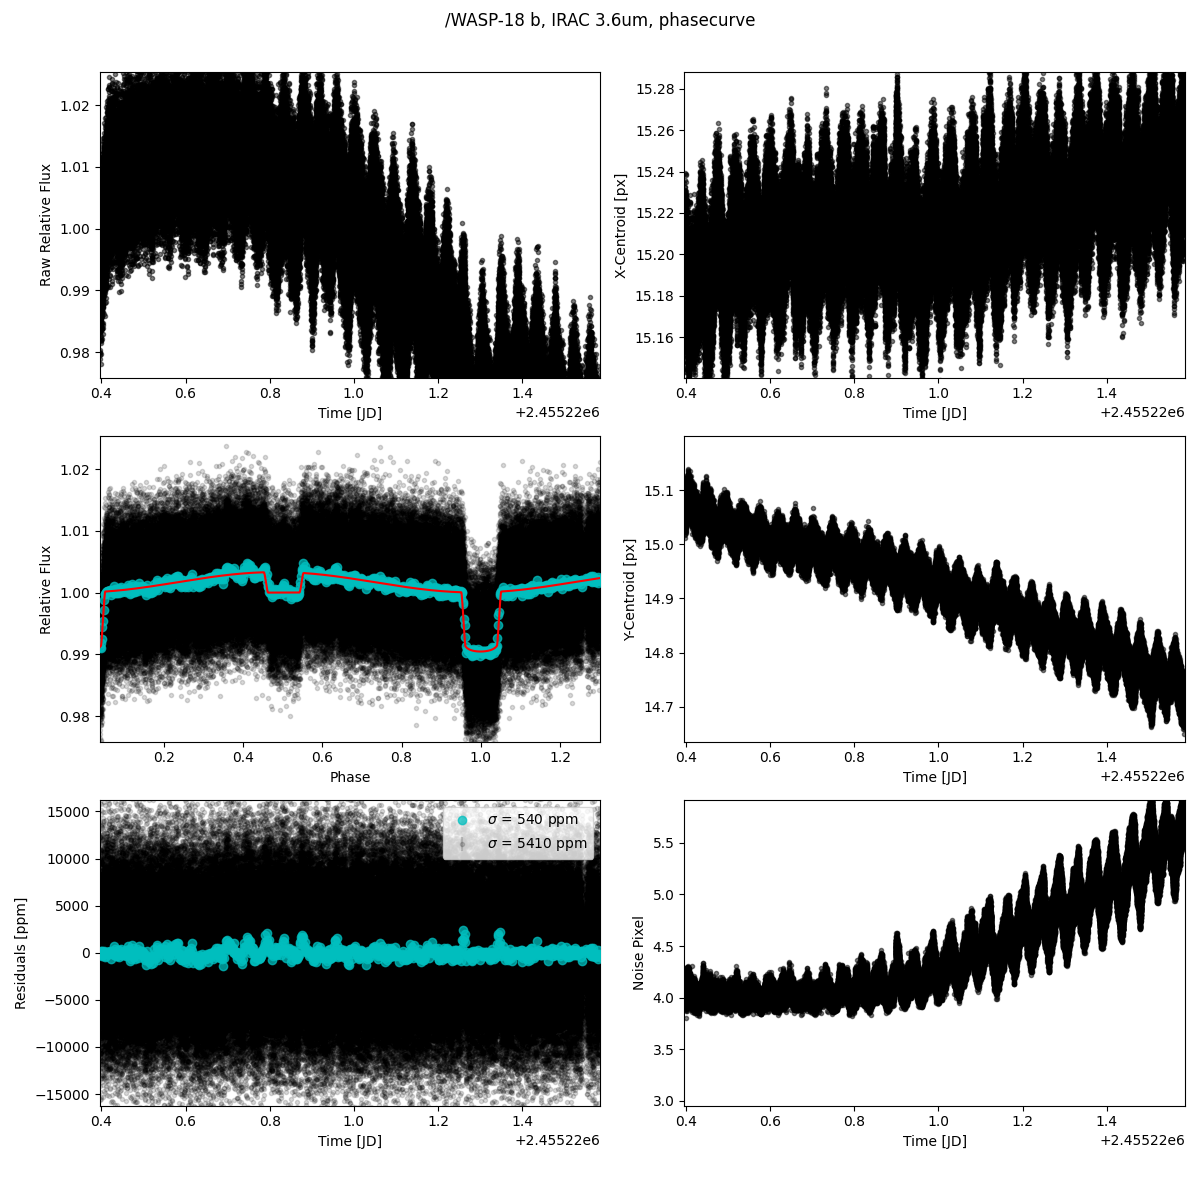 /WASP-18 b, IRAC 3.6um, phasecurve
Raw Relative Flux
1.02
1.01
1.00
0.99
0.98
0.4 0.6 0.8 1.0 1.2 1.4
Time [JD]
+2.45522e6
X-Centroid [px]
15.28
15.26
15.24
15.22
15.20
15.18
15.16
0.4 0.6 0.8 1.0 1.2 1.4
Time [JD]
+2.45522e6
Relative Flux
1.02
1.01
1.00
0.99
0.98
0.2 0.4 0.6 0.8 1.0 1.2
Phase
Y-Centroid [px]
15.1
15.0
14.9
14.8
14.7
0.4 0.6 0.8 1.0 1.2 1.4
Time [JD]
+2.45522e6
Residuals [ppm]
15000
10000
5000
0
−5000
−10000
−15000
σ = 540 ppm
σ = 5410 ppm
0.4 0.6 0.8 1.0 1.2 1.4
Time [JD]
+2.45522e6
Noise Pixel
5.5
5.0
4.5
4.0
3.5
3.0
0.4 0.6 0.8 1.0 1.2 1.4
Time [JD]
+2.45522e6